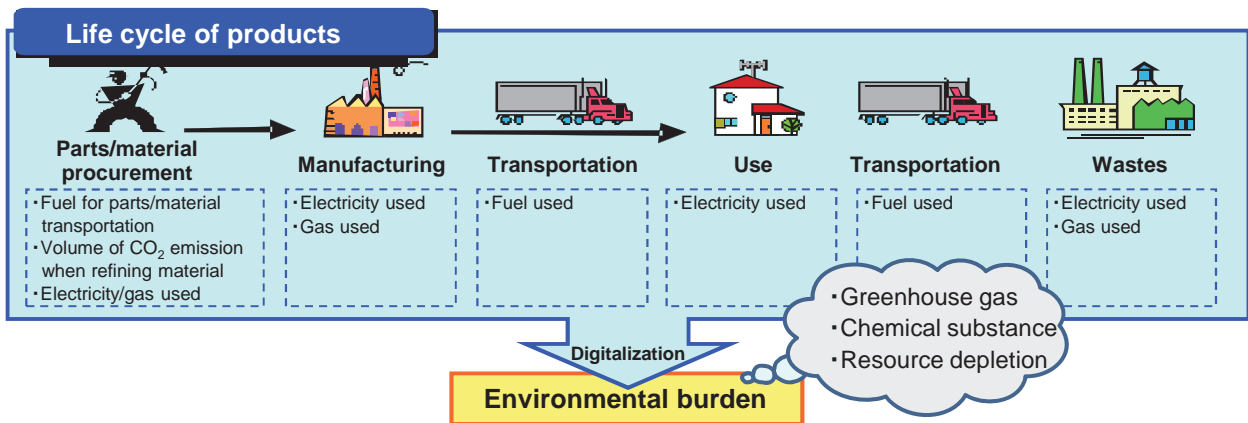 Life cycle of products
Parts/material
procurement
Manufacturing
Transportation
Use
Transportation
Wastes
・Fuel for parts/material
transportation
・Volume of CO₂ emission
when refining material
・Electricity/gas used
・Electricity used
・Gas used
・Fuel used
・Electricity used
・Fuel used
・Electricity used
・Gas used
・Greenhouse gas
・Chemical substance
・Resource depletion
Digitalization
Environmental burden